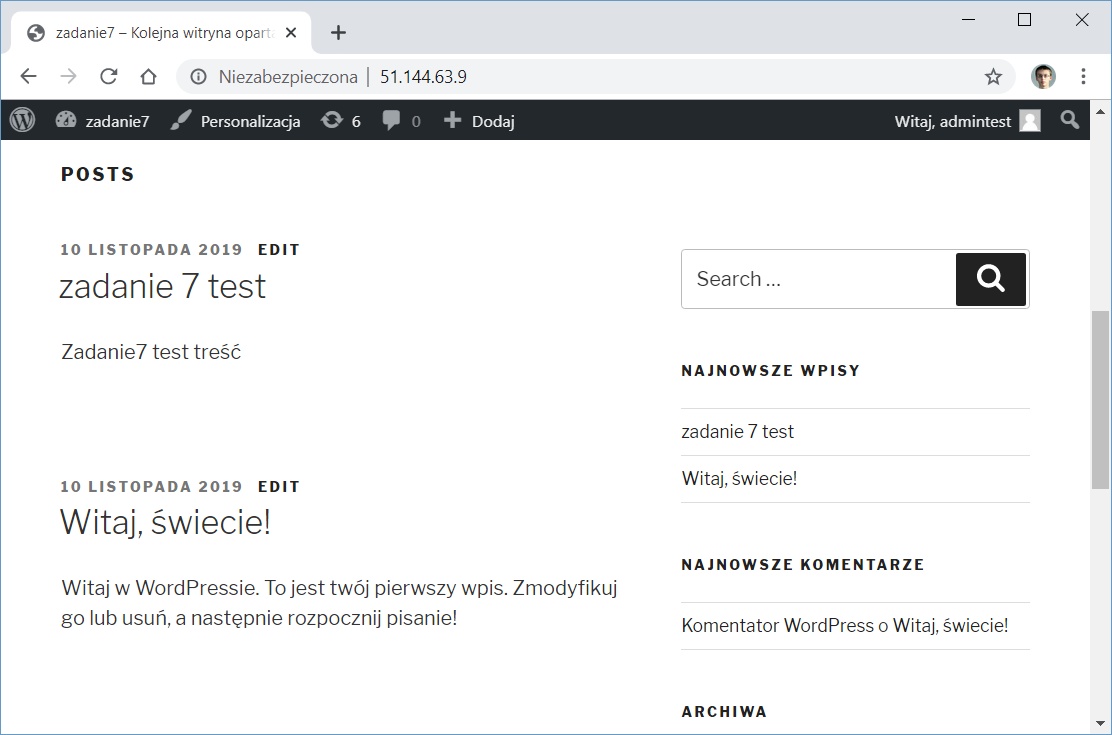 zadanie7 – Kolejna witryna oparta
Niezabezpieczona 51.144.63.9
zadanie7 Personalizacja 6 0 Dodaj Witaj, admintest
POSTS
10 LISTOPADA 2019 EDIT
zadanie 7 test
Zadanie7 test treść
10 LISTOPADA 2019 EDIT
Witaj, świecie!
Witaj w WordPressie. To jest twój pierwszy wpis. Zmodyfikuj
go lub usuń, a następnie rozpocznij pisanie!
Search …
NAJNOWSZE WPISY
zadanie 7 test
Witaj, świecie!
NAJNOWSZE KOMENTARZE
Komentator WordPress o Witaj, świecie!
ARCHIWA